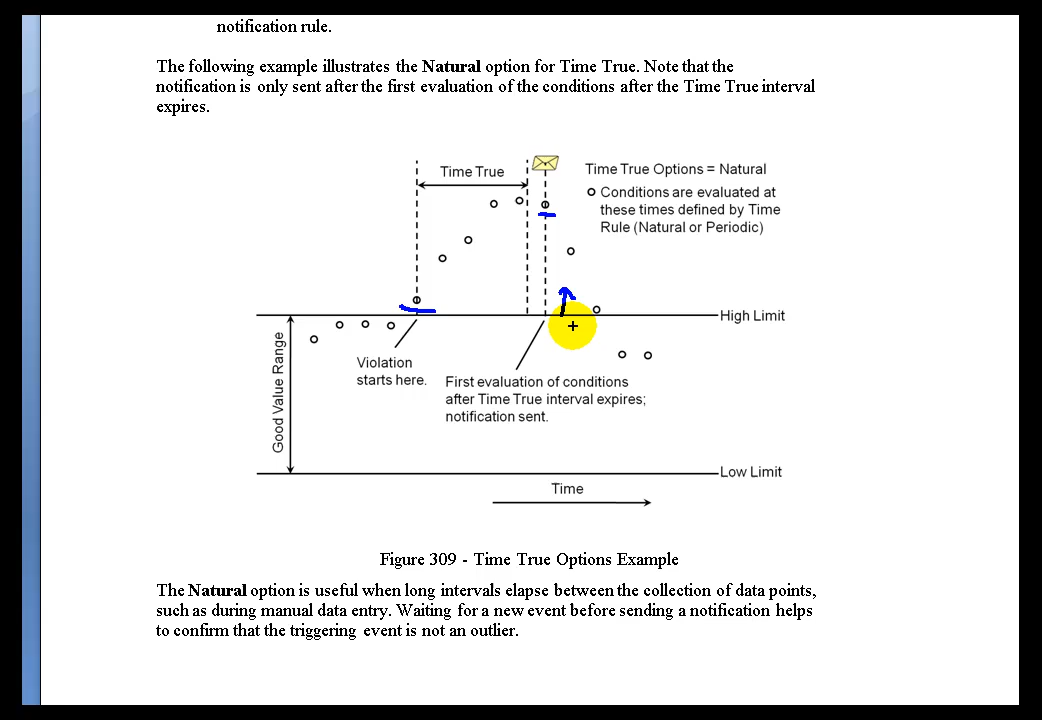 notification rule.
The following example illustrates the Natural option for Time True. Note that the
notification is only sent after the first evaluation of the conditions after the Time True interval
expires.
Time True
Time True Options = Natural
Conditions are evaluated at
these times defined by Time
Rule (Natural or Periodic)
High Limit
Good Value Range
Violation
starts here.
First evaluation of conditions
after Time True interval expires;
notification sent.
Low Limit
Time
Figure 309 - Time True Options Example
The Natural option is useful when long intervals elapse between the collection of data points,
such as during manual data entry. Waiting for a new event before sending a notification helps
to confirm that the triggering event is not an outlier.